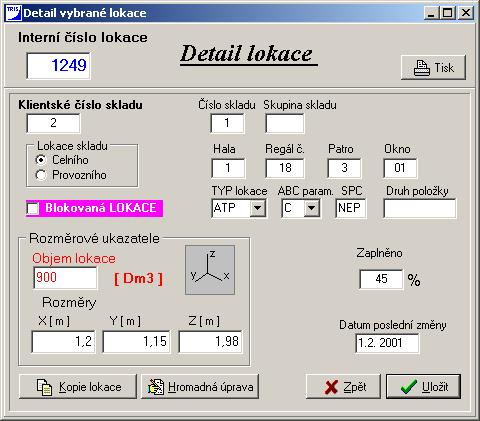 TRIS Detail vybrané lokace
Interní číslo lokace
1249
Detail lokace
Tisk
Klientské číslo skladu
2
Číslo skladu Skupina skladu
1
Lokace skladu
Celního
Provozního
Hala Regál č. Patro Okno
1 18 3 01
Blokovaná LOKACE
TYP lokace ABC param. SPC Druh položky
ATP C NEP
Rozměrové ukazatele
Objem lokace
900 [ Dm3 ]
y z x
Rozměry
X [ m ] Y [ m ] Z [ m ]
1,2 1,15 1,98
Zaplněno
45 %
Datum poslední změny
1.2. 2001
Kopie lokace Hromadná úprava Zpět Uložit